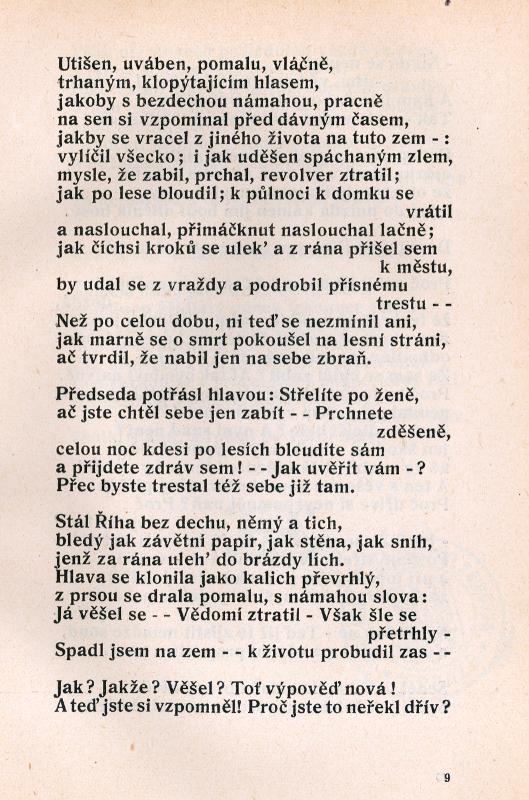 Utišen, uváben, pomalu, vláčně,
trhaným, klopýtajícím hlasem,
jakoby s bezdechou námahou, pracně
na sen si vzpomínal před dávným časem,
jakby se vracel z jiného života na tuto zem - :
vylíčil všecko; i jak uděšen spáchaným zlem,
mysle, že zabil, prchal, revolver ztratil;
jak po lese bloudil; k půlnoci k domku se
vrátil
a naslouchal, přimáčknut naslouchal lačně;
jak číchsi kroků se ulek' a z rána přišel sem
k městu,
by udal se z vraždy a podrobil přísnému
trestu - -
Než po celou dobu, ni teď se nezmínil ani,
jak marně se o smrt pokoušel na lesní stráni,
ač tvrdil, že nabil jen na sebe zbraň.

Předseda potřásl hlavou: Střelíte po ženě,
ač jste chtěl sebe jen zabít - - Prchnete
zděšeně,
celou noc kdesi po lesích bloudíte sám
a přijdete zdráv sem! - - Jak uvěřit vám - ?
Přec byste trestal též sebe již tam.

Stál Říha bez dechu, němý a tich,
bledý jak závětní papír, jak stěna, jak sníh,
jenž za rána uleh' do brázdy lích.
Hlava se klonila jako kalich převrhlý,
z prsou se drala pomalu, s námahou slova:
Já věšel se - - Vědomí ztratil - Však šle se
přetrhly -
Spadl jsem na zem - - k životu probudil zas - -

Jak? Jakže? Věšel? Toť výpověď nová!
A teď jste si vzpomněl! Proč jste to neřekl dřív?

9